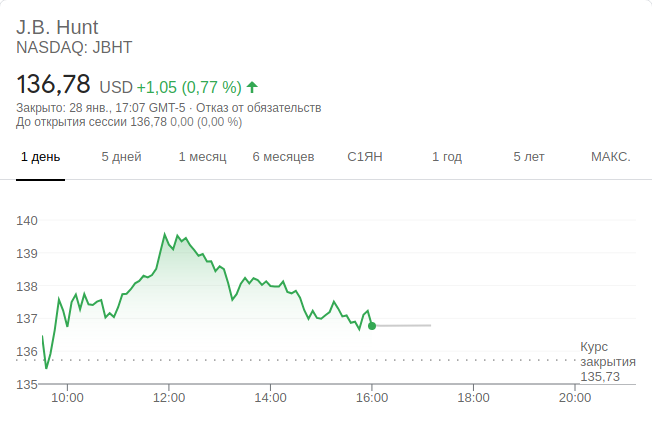 J.B. Hunt
NASDAQ: JBHT
136,78 USD +1,05 (0,77 %)
Закрыто: 28 янв., 17:07 GMT-5 · Отказ от обязательств
До открытия сессии 136,78 0,00 (0,00 %)
1 день 5 дней 1 месяц 6 месяцев С1ЯН 1 год 5 лет МАКС.
140
139
138
137
136
135
Курс
закрытия
135,73
10:00 12:00 14:00 16:00 18:00 20:00